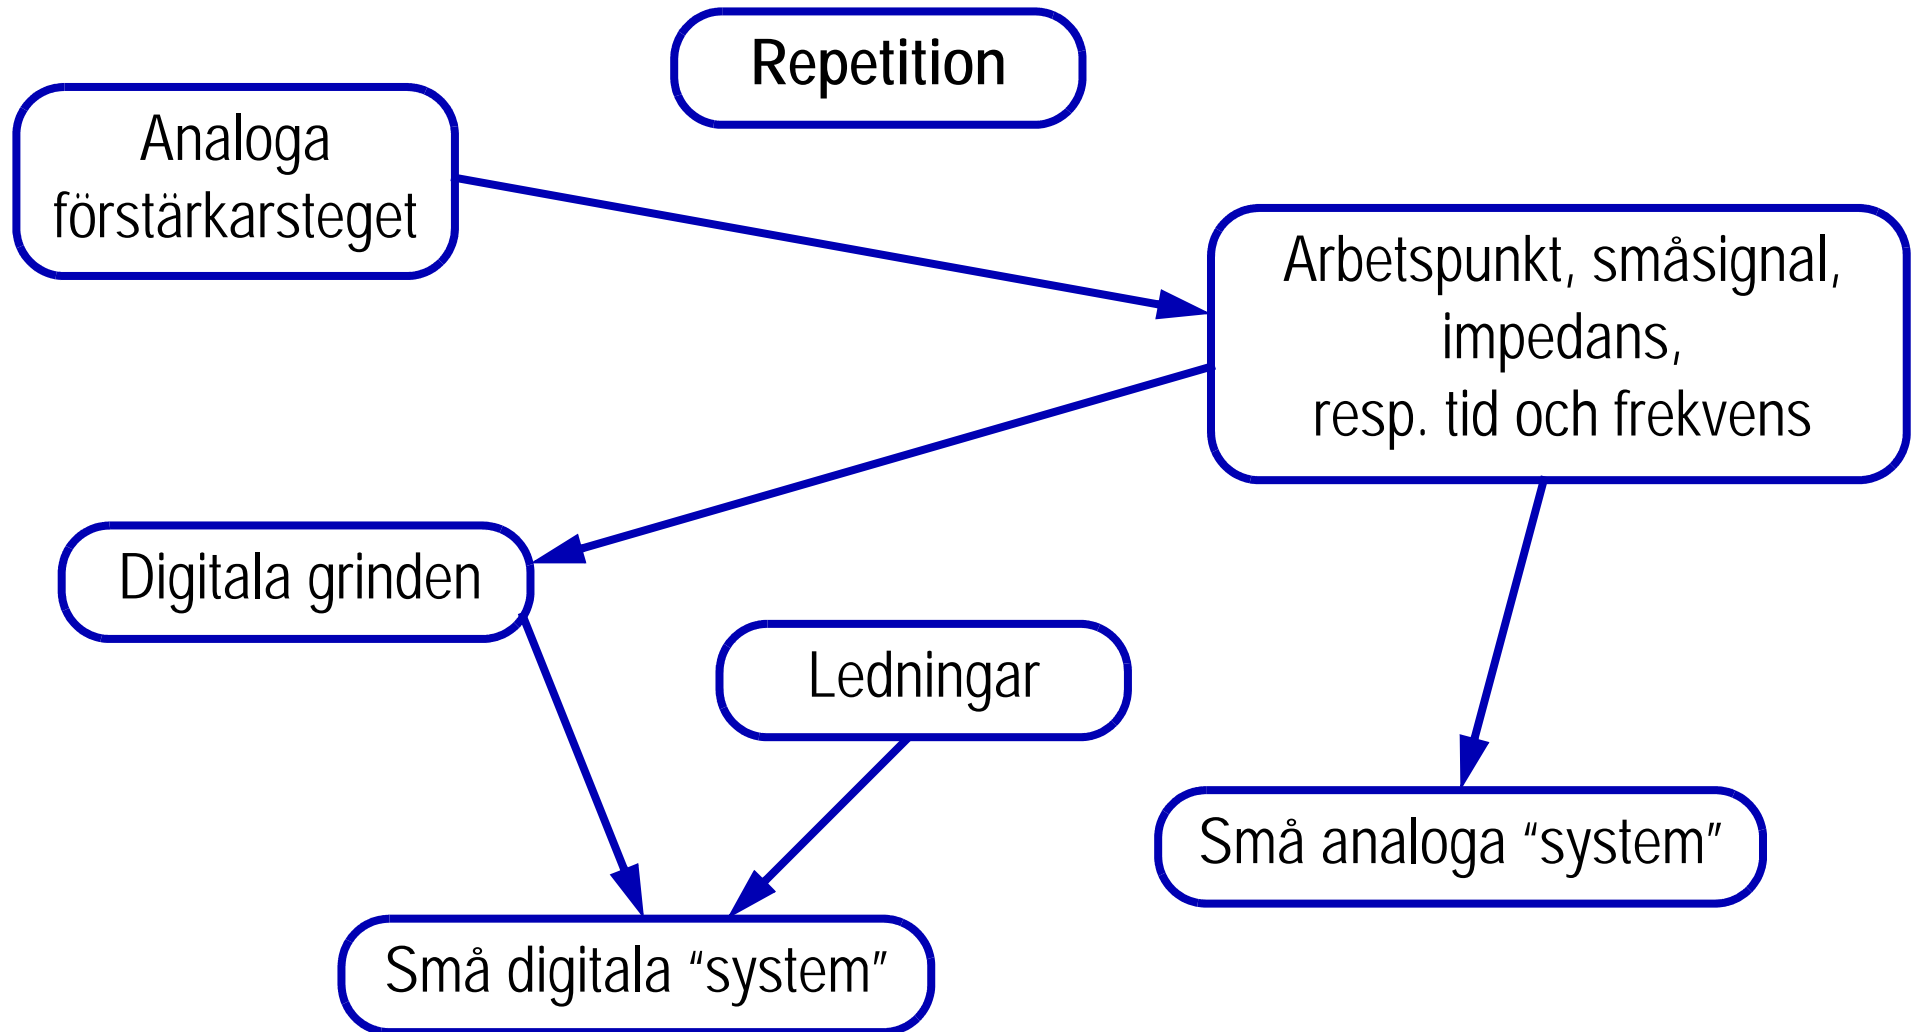 Repetition
Analoga
förstärkarsteget
Arbetspunkt, småsignal,
impedans,
resp. tid och frekvens
Digitala grinden
Ledningar
Små analoga “system”
Små digitala “system”